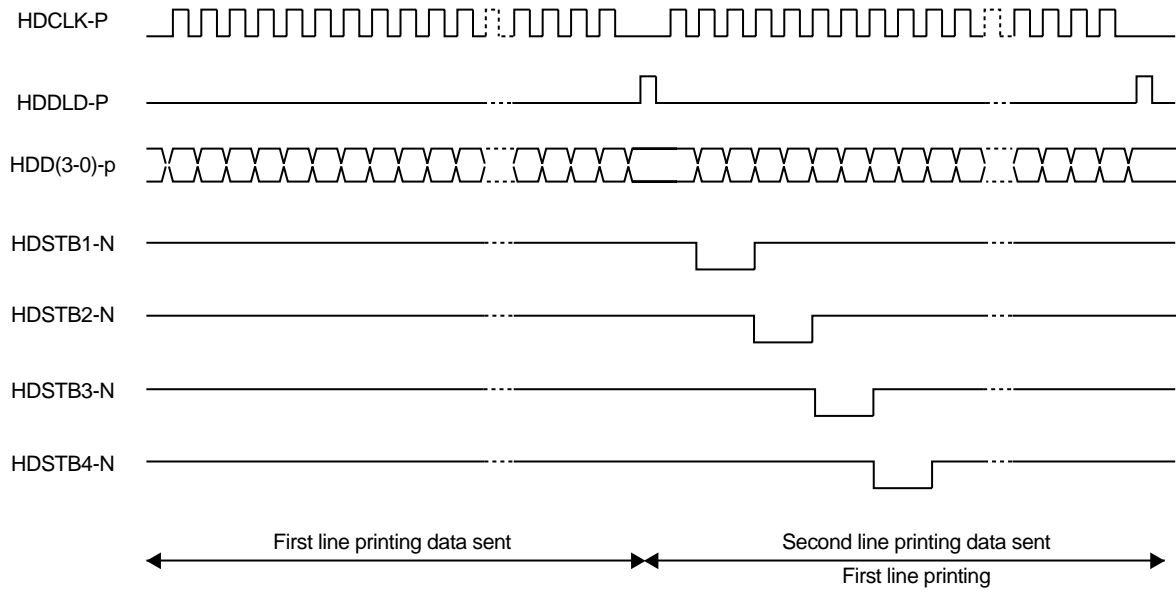 HDCLK-P
HDDLD-P
HDD(3-0)-p
HDSTB1-N
HDSTB2-N
HDSTB3-N
HDSTB4-N
First line printing data sent
Second line printing data sent
First line printing